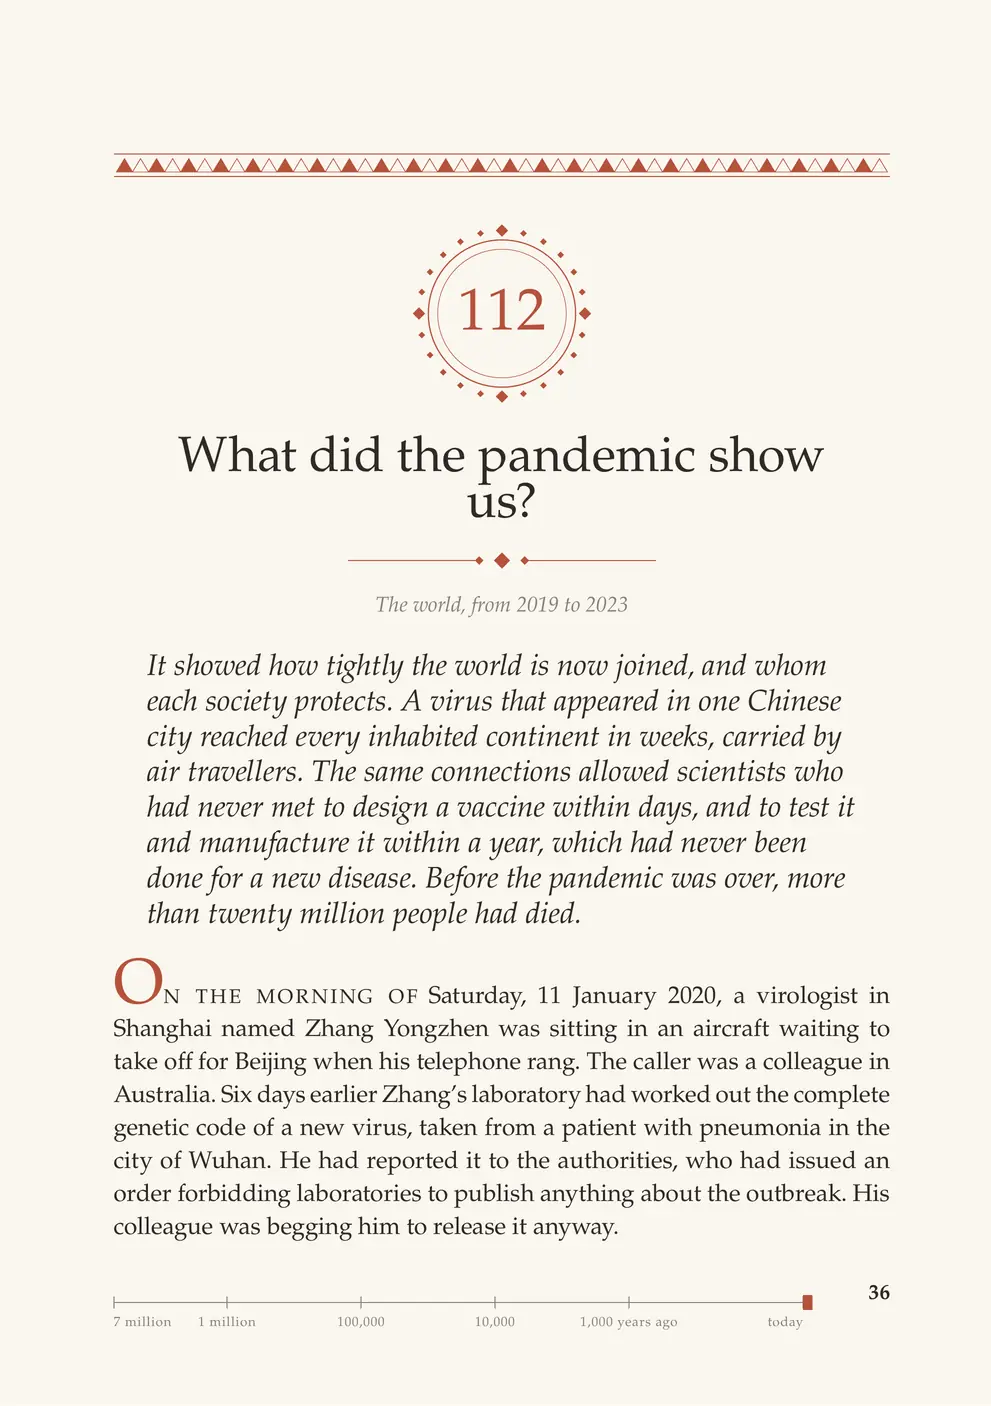 112
What did the pandemic show
us?
The world, from 2019 to 2023
It showed how tightly the world is now joined, and whom
each society protects. A virus that appeared in one Chinese
city reached every inhabited continent in weeks, carried by
air travellers. The same connections allowed scientists who
had never met to design a vaccine within days, and to test it
and manufacture it within a year, which had never been
done for a new disease. Before the pandemic was over, more
than twenty million people had died.
ON THE MORNING OF Saturday, 11 January 2020, a virologist in
Shanghai named Zhang Yongzhen was sitting in an aircraft waiting to
take off for Beijing when his telephone rang. The caller was a colleague in
Australia. Six days earlier Zhang’s laboratory had worked out the complete
genetic code of a new virus, taken from a patient with pneumonia in the
city of Wuhan. He had reported it to the authorities, who had issued an
order forbidding laboratories to publish anything about the outbreak. His
colleague was begging him to release it anyway.
36
7 million 1 million 100,000 10,000 1,000 years ago today